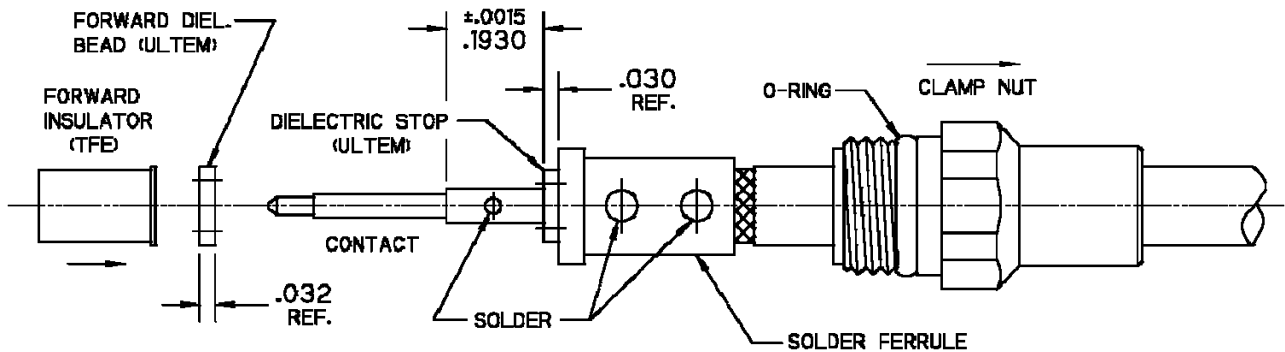 FORWARD DIEL.
BEAD (ULTEM)
±.0015
.1930
.030
REF.
O-RING
CLAMP NUT
FORWARD
INSULATOR
(TFE)
DIELECTRIC STOP
(ULTEM)
CONTACT
.032
REF.
SOLDER
SOLDER FERRULE